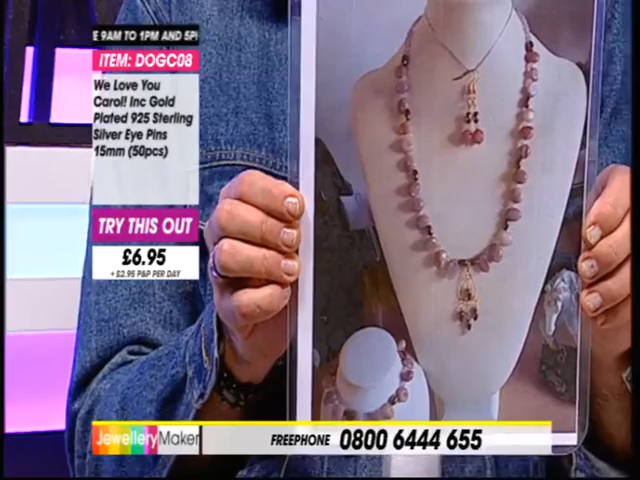 E 9AM TO 1PM AND 5P
ITEM: DOGC08
We Love You
Carol! Inc Gold
Plated 925 Sterling
Silver Eye Pins
15mm (50pcs)
TRY THIS OUT
£6.95
+£2.95 P&P PER DAY
JewelleryMaker
FREEPHONE 0800 6444 655